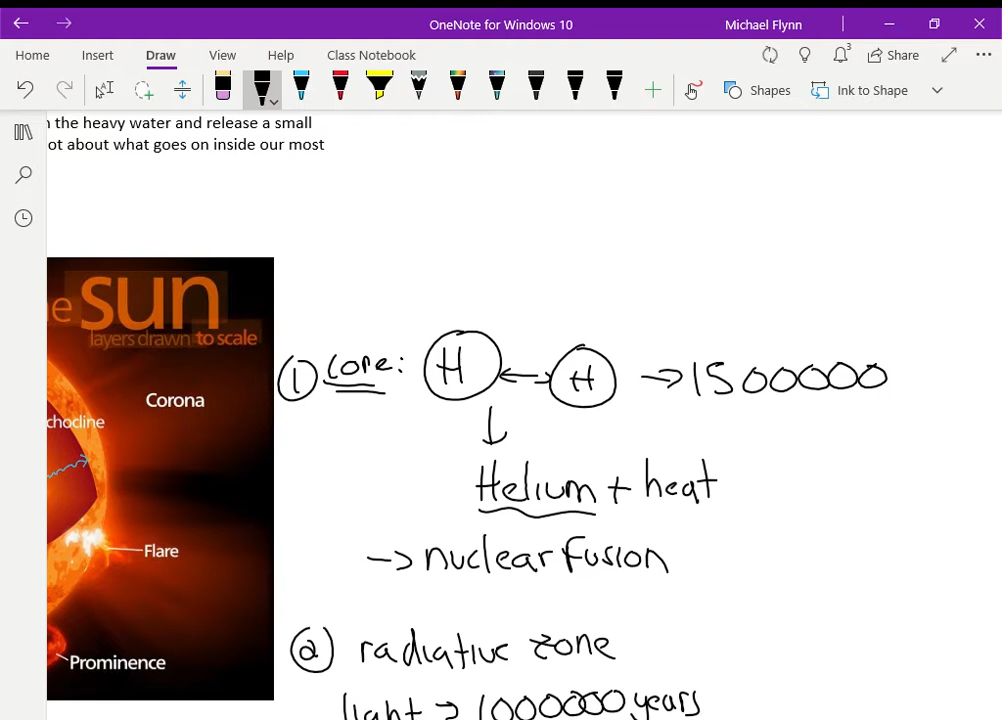 OneNote for Windows 10
Michael Flynn
Home Insert Draw View Help Class Notebook
3 Share
Shapes
Ink to Shape
n the heavy water and release a small
ot about what goes on inside our most
e sun
layers drawn to scale
Corona
chocline
Flare
Prominence
1 core: H ↔ H → 1500000
↓
Helium + heat
→ nuclear fusion
2 radiative zone
light → 1000000 years